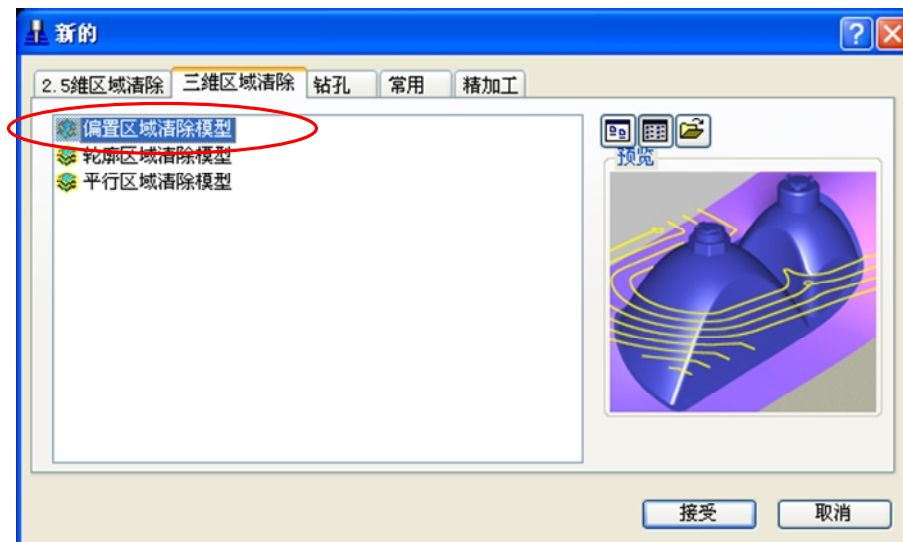 新的
2.5维区域清除 三维区域清除 钻孔 常用 精加工
偏置区域清除模型
轮廓区域清除模型
平行区域清除模型
预览
接受 取消